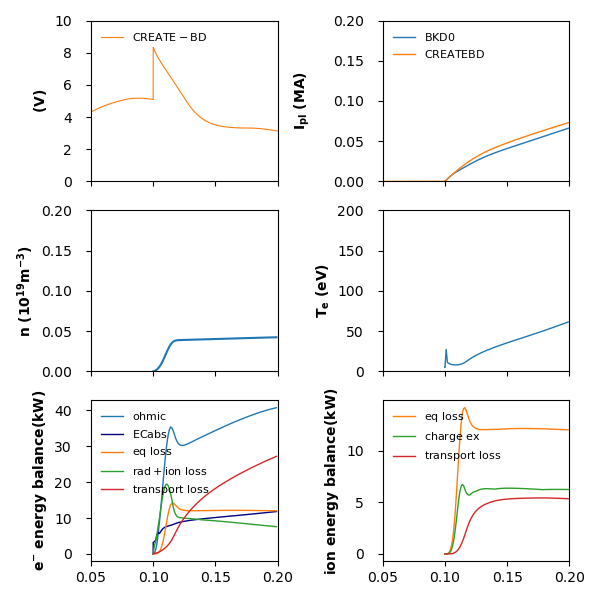 10
8
6
4
2
0
(V)
CREATE − BD
0.20
0.15
0.10
0.05
0.00
I_pl (MA)
BKD0
CREATEBD
0.20
0.15
0.10
0.05
0.00
n (10^19 m^−3)
200
150
100
50
0
T_e (eV)
40
30
20
10
0
e^− energy balance(kW)
ohmic
ECabs
eq loss
rad + ion loss
transport loss
0.05 0.10 0.15 0.20
10
5
0
ion energy balance(kW)
eq loss
charge ex
transport loss
0.05 0.10 0.15 0.20